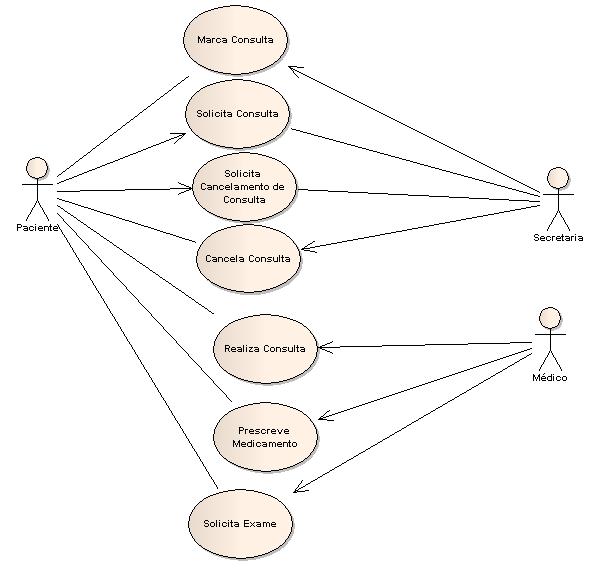 Marca Consulta
Solicita Consulta
Solicita
Cancelamento de
Consulta
Paciente
Secretaria
Cancela Consulta
Realiza Consulta
Médico
Prescreve
Medicamento
Solicita Exame